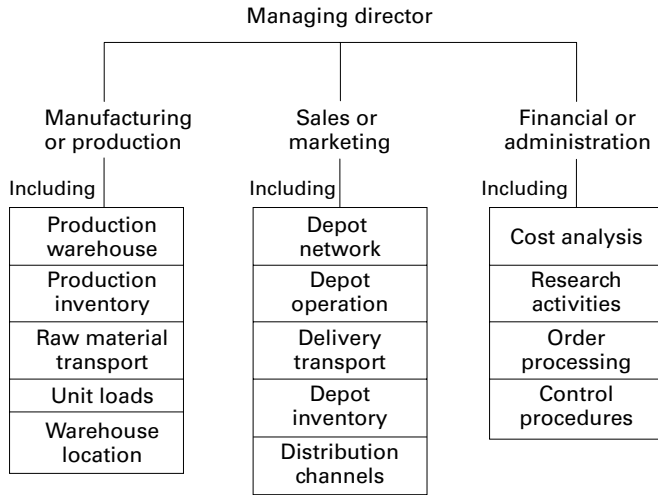 Managing director
Manufacturing
or production
Including
Production
warehouse
Production
inventory
Raw material
transport
Unit loads
Warehouse
location
Sales or
marketing
Including
Depot
network
Depot
operation
Delivery
transport
Depot
inventory
Distribution
channels
Financial or
administration
Including
Cost analysis
Research
activities
Order
processing
Control
procedures